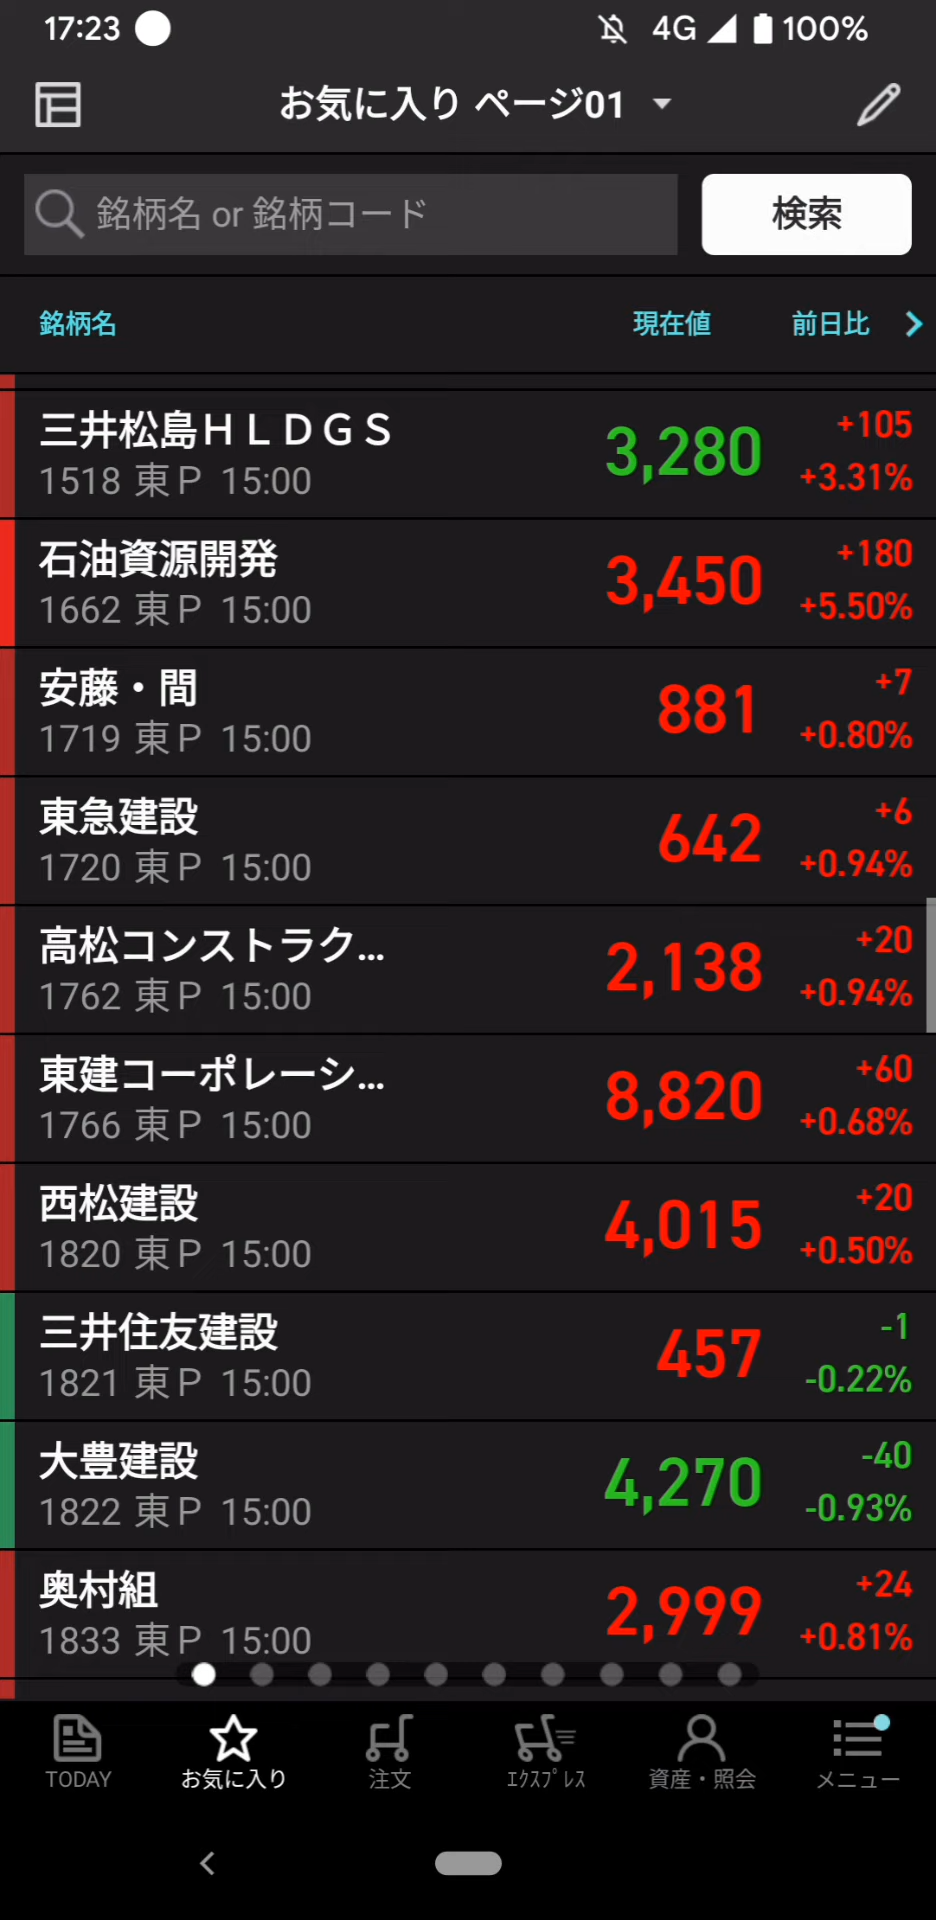 17:23 4G 100%
お気に入り ページ01
銘柄名 or 銘柄コード 検索
銘柄名 現在値 前日比
三井松島ＨＬＤＧＳ 3,280 +105
1518 東Ｐ 15:00 +3.31%
石油資源開発 3,450 +180
1662 東Ｐ 15:00 +5.50%
安藤・間 881 +7
1719 東Ｐ 15:00 +0.80%
東急建設 642 +6
1720 東Ｐ 15:00 +0.94%
高松コンストラク... 2,138 +20
1762 東Ｐ 15:00 +0.94%
東建コーポレーシ... 8,820 +60
1766 東Ｐ 15:00 +0.68%
西松建設 4,015 +20
1820 東Ｐ 15:00 +0.50%
三井住友建設 457 -1
1821 東Ｐ 15:00 -0.22%
大豊建設 4,270 -40
1822 東Ｐ 15:00 -0.93%
奥村組 2,999 +24
1833 東Ｐ 15:00 +0.81%
TODAY お気に入り 注文 ｴｸｽﾌﾟﾚｽ 資産・照会 メニュー